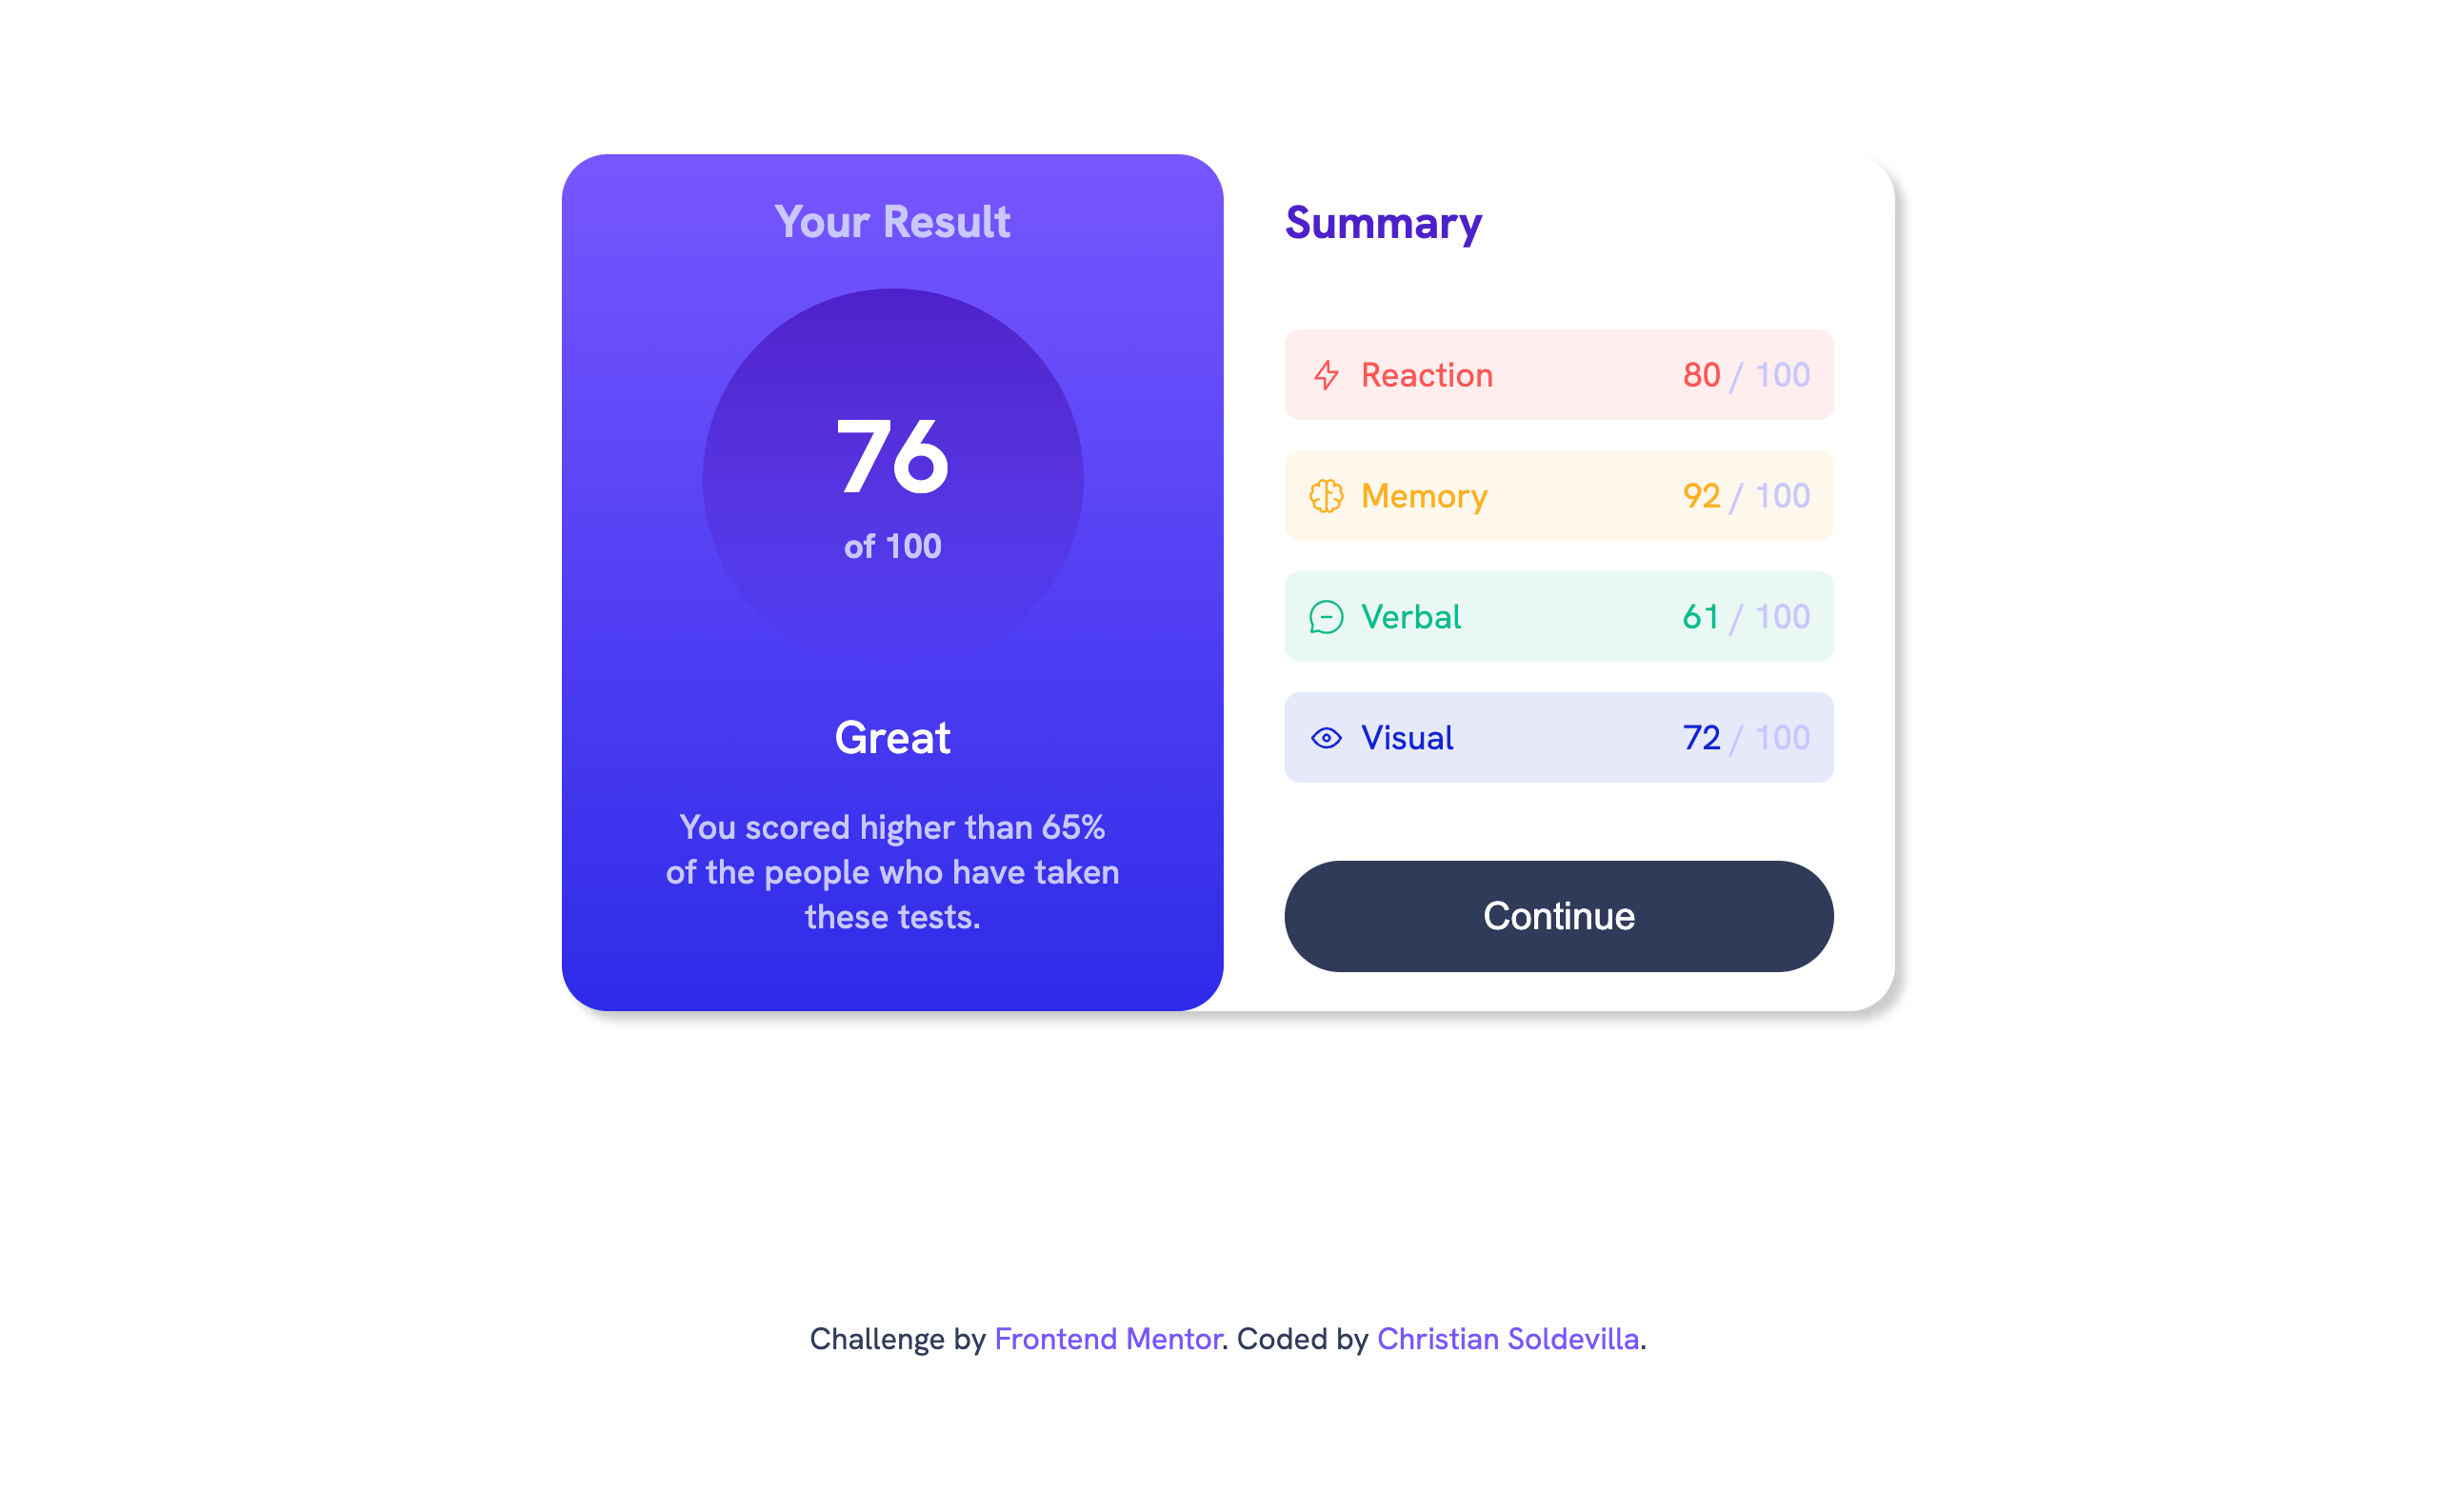 Your Result
76
of 100
Great
You scored higher than 65%
of the people who have taken
these tests.
Summary
Reaction 80 / 100
Memory 92 / 100
Verbal 61 / 100
Visual 72 / 100
Continue
Challenge by Frontend Mentor. Coded by Christian Soldevilla.